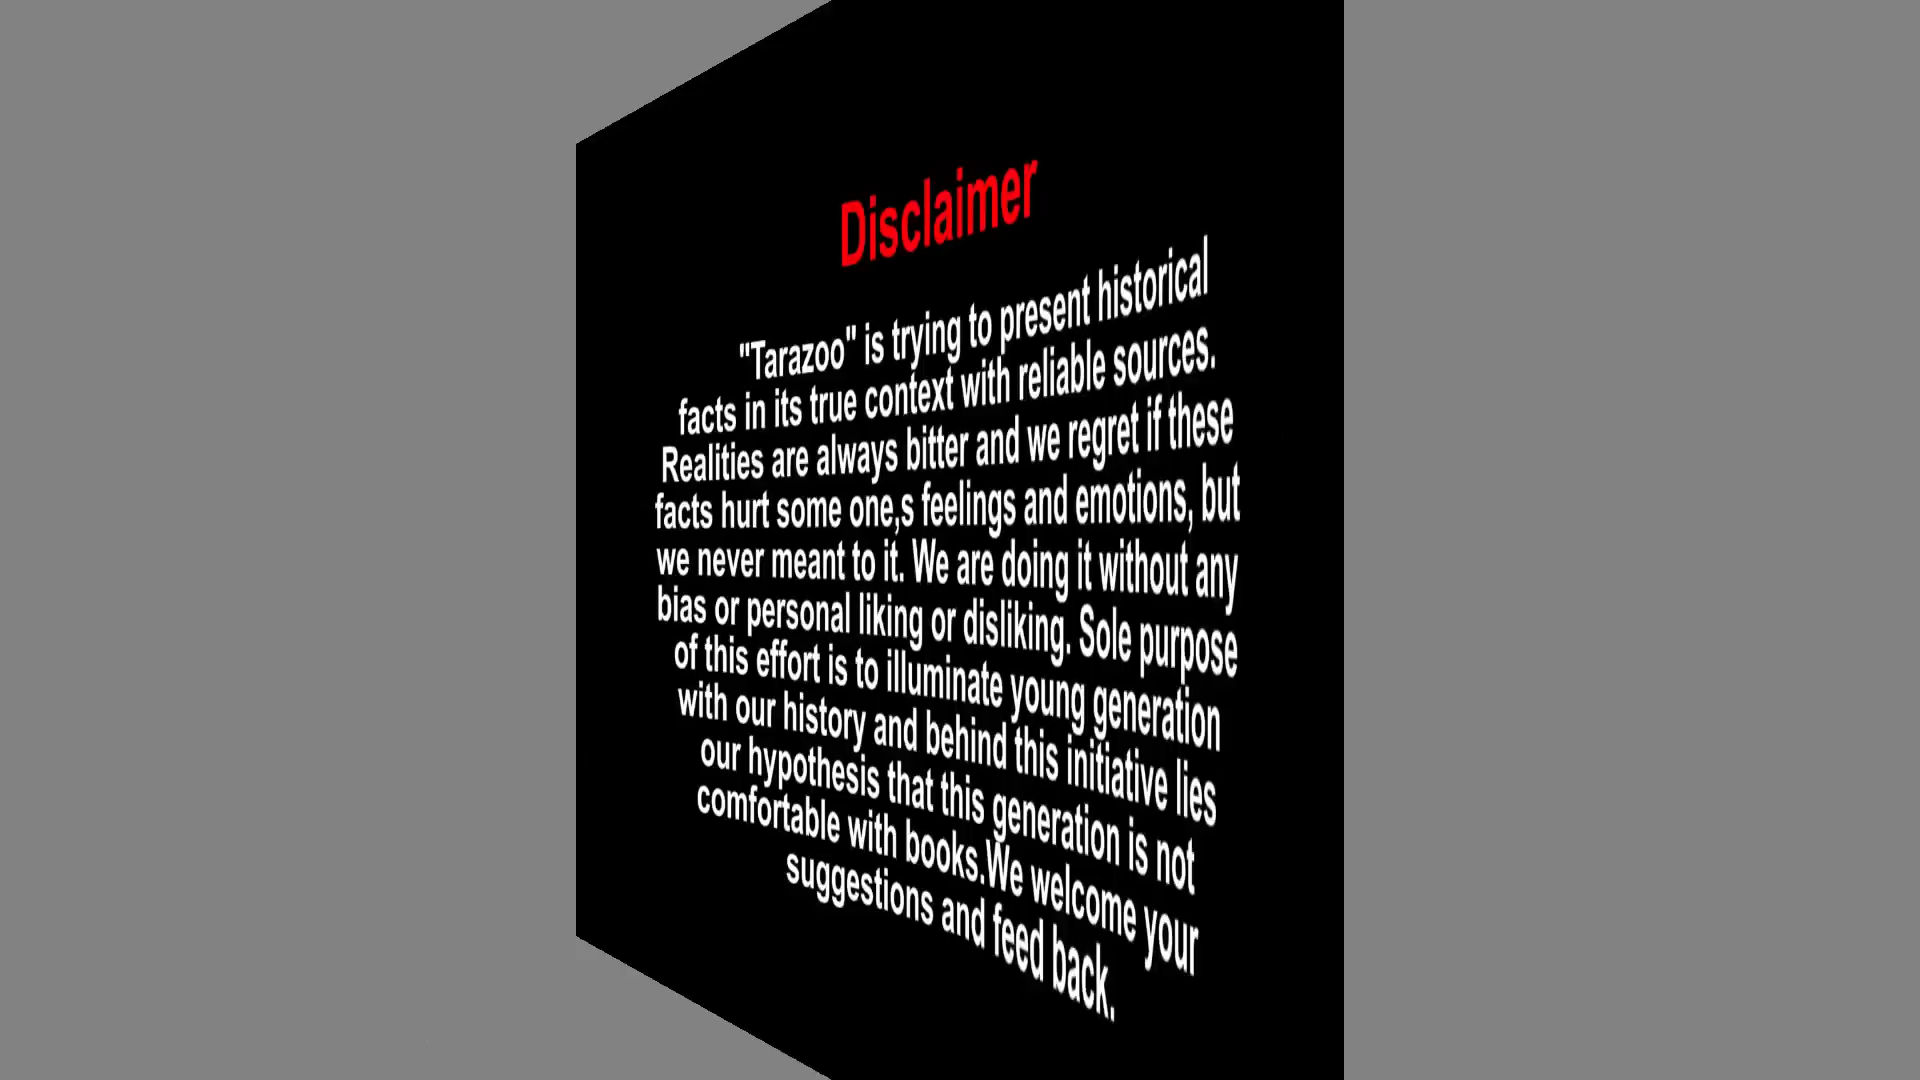 Disclaimer
"Tarazoo" is trying to present historical
facts in its true context with reliable sources.
Realities are always bitter and we regret if these
facts hurt some one,s feelings and emotions, but
we never meant to it. We are doing it without any
bias or personal liking or disliking. Sole purpose
of this effort is to illuminate young generation
with our history and behind this initiative lies
our hypothesis that this generation is not
comfortable with books.We welcome your
suggestions and feed back.